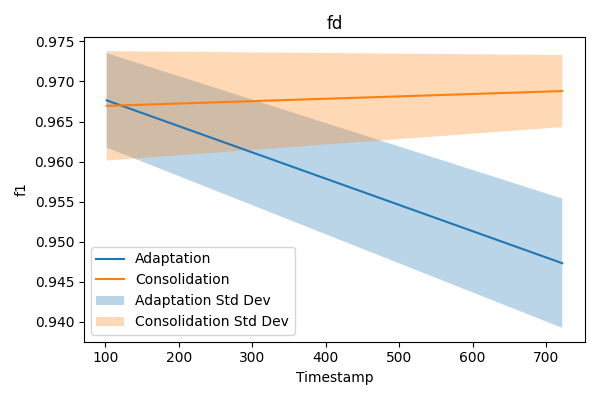 fd
0.975
0.970
0.965
0.960
0.955
0.950
0.945
0.940
f1
Adaptation
Consolidation
Adaptation Std Dev
Consolidation Std Dev
100 200 300 400 500 600 700
Timestamp